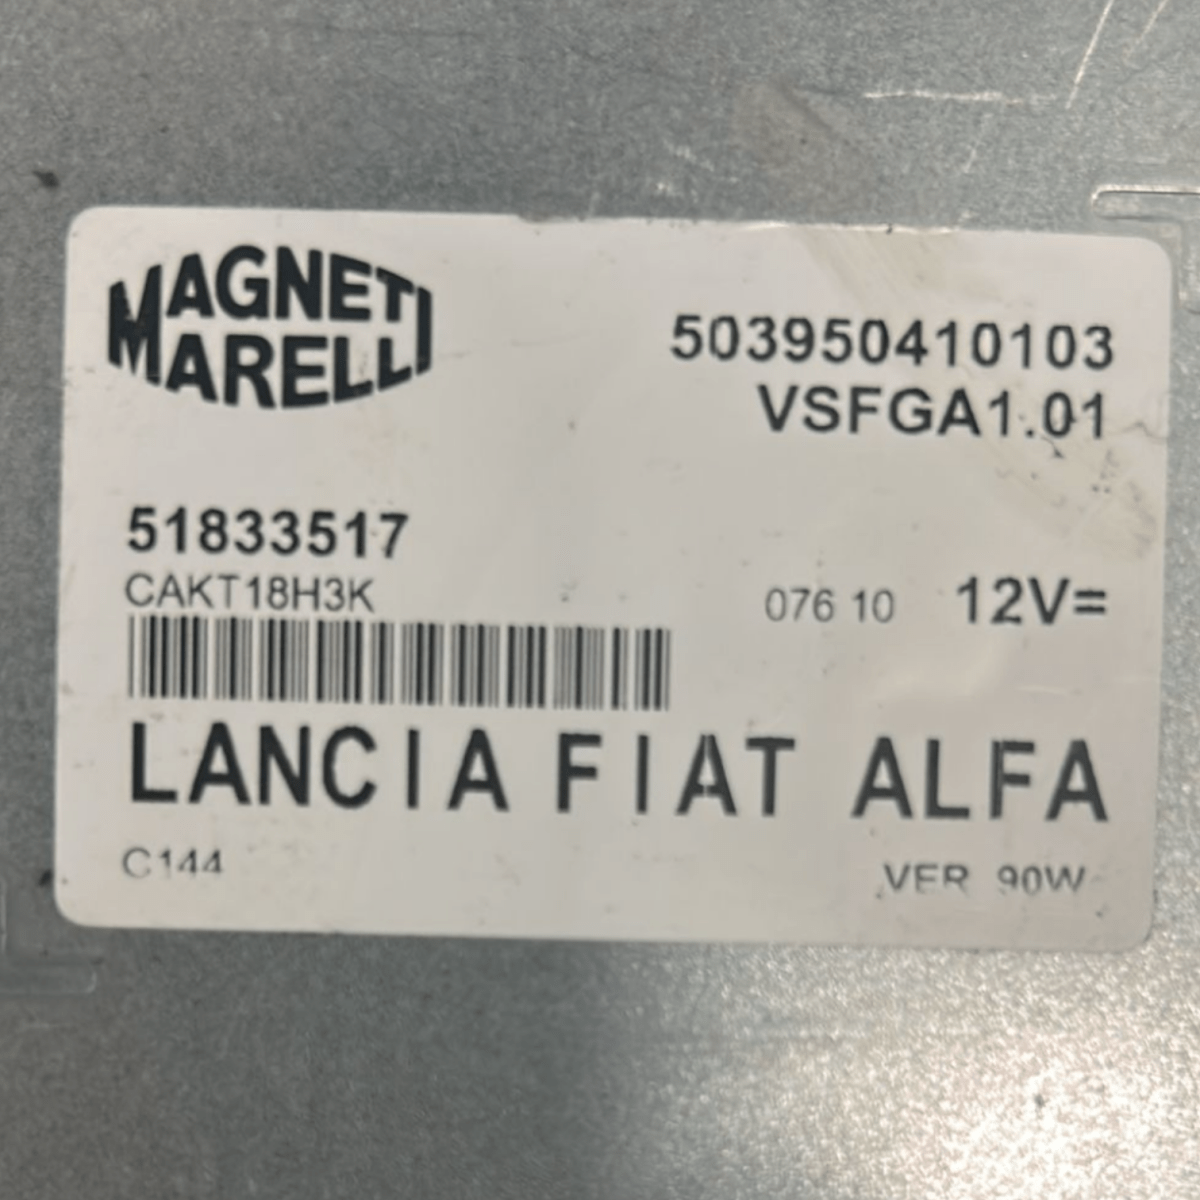 MAGNETI
MARELLI
503950410103
VSFGA1.01
51833517
CAKT18H3K
076 10 12V=
LANCIA FIAT ALFA
C144
VER 90W